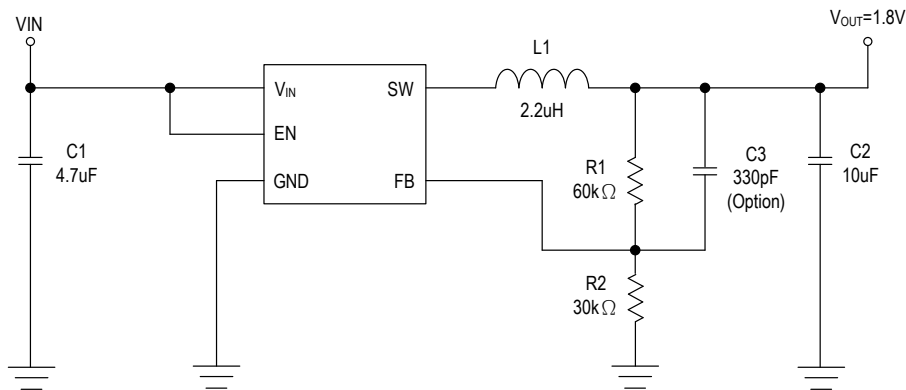 VIN
VOUT=1.8V
L1
VIN
SW
2.2uH
EN
C1
4.7uF
R1
60kΩ
C3
330pF
(Option)
C2
10uF
GND
FB
R2
30kΩ